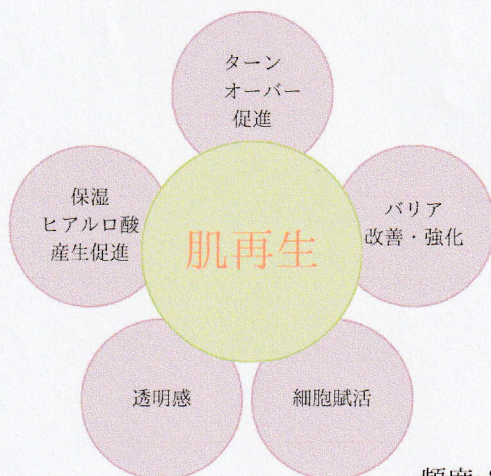 ターン
オーバー
促進
保湿
ヒアルロ酸
産生促進
肌再生
バリア
改善・強化
透明感
細胞賦活